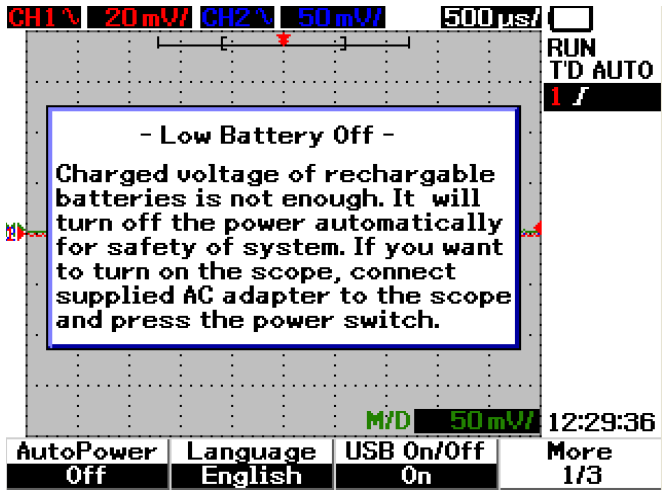 CH1 20 mV/ CH2 50 mV/ 500 µs/
RUN
T'D AUTO
1
- Low Battery Off -
Charged voltage of rechargable
batteries is not enough. It will
turn off the power automatically
for safety of system. If you want
to turn on the scope, connect
supplied AC adapter to the scope
and press the power switch.
M/D 50 mV/ 12:29:36
AutoPower Language USB On/Off More
Off English On 1/3